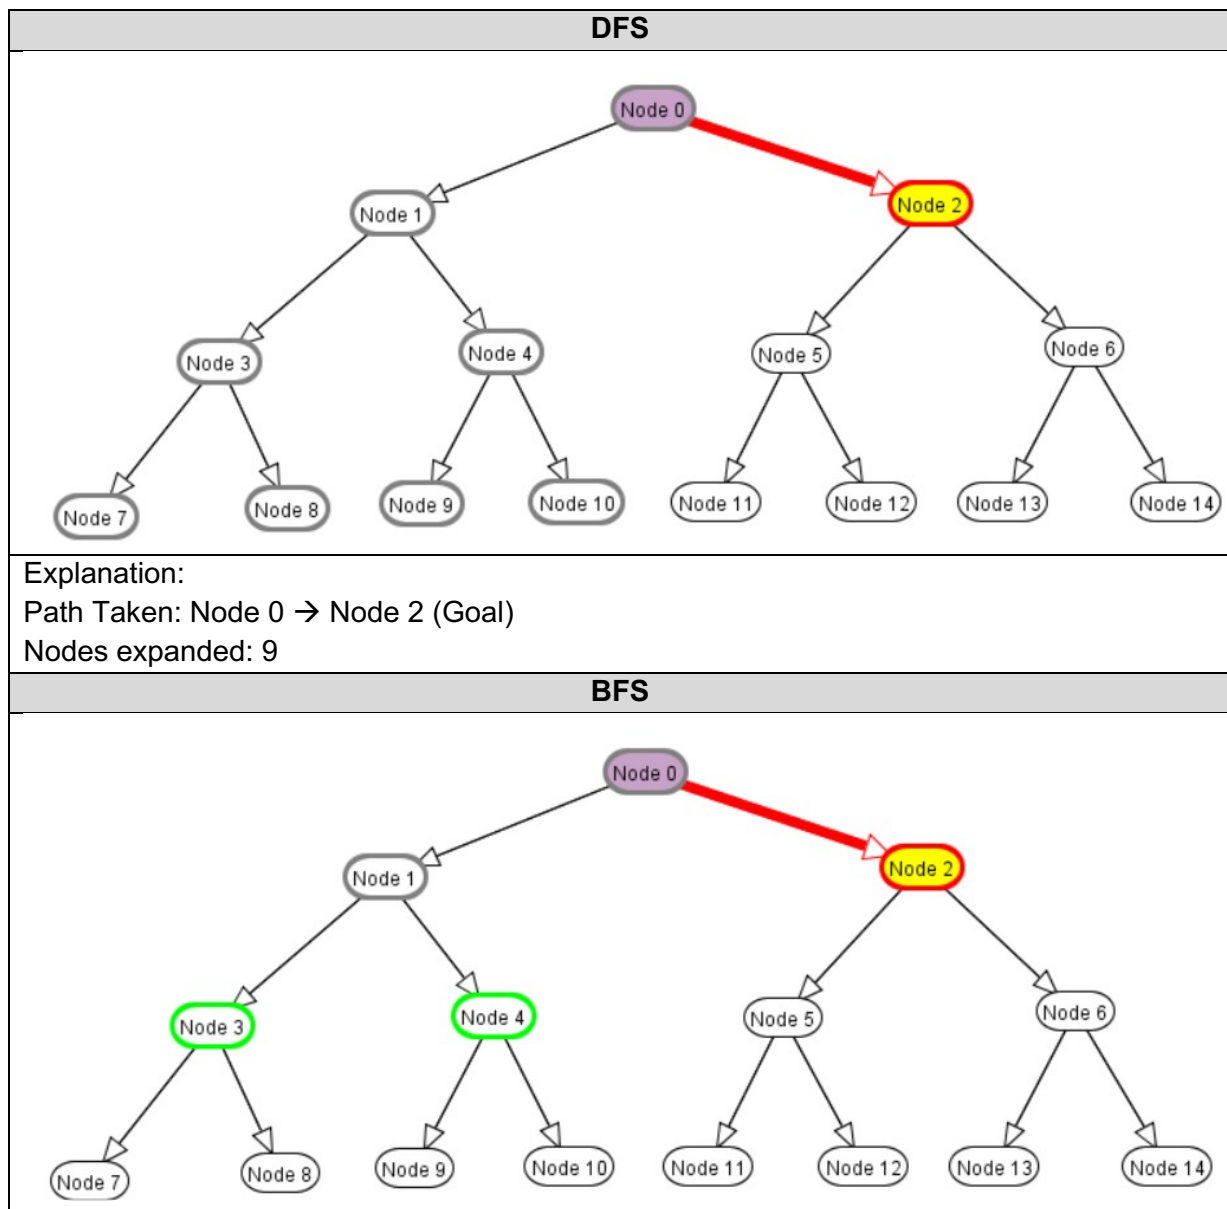 DFS
Node 0
Node 1
Node 2
Node 3
Node 4
Node 5
Node 6
Node 7
Node 8
Node 9
Node 10
Node 11
Node 12
Node 13
Node 14
Explanation:
Path Taken: Node 0 → Node 2 (Goal)
Nodes expanded: 9
BFS
Node 0
Node 1
Node 2
Node 3
Node 4
Node 5
Node 6
Node 7
Node 8
Node 9
Node 10
Node 11
Node 12
Node 13
Node 14